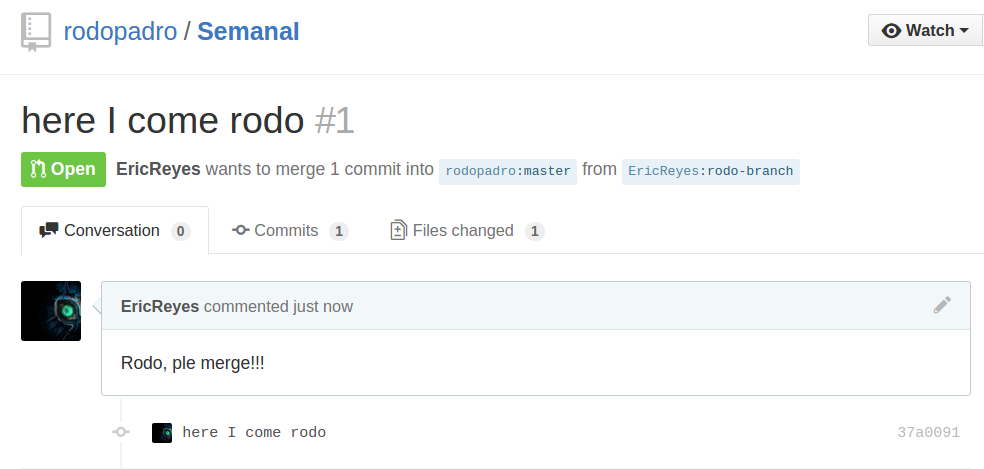 rodopadro / Semanal
Watch
here I come rodo #1
Open EricReyes wants to merge 1 commit into rodopadro:master from EricReyes:rodo-branch
Conversation 0 Commits 1 Files changed 1
EricReyes commented just now
Rodo, ple merge!!!
here I come rodo 37a0091